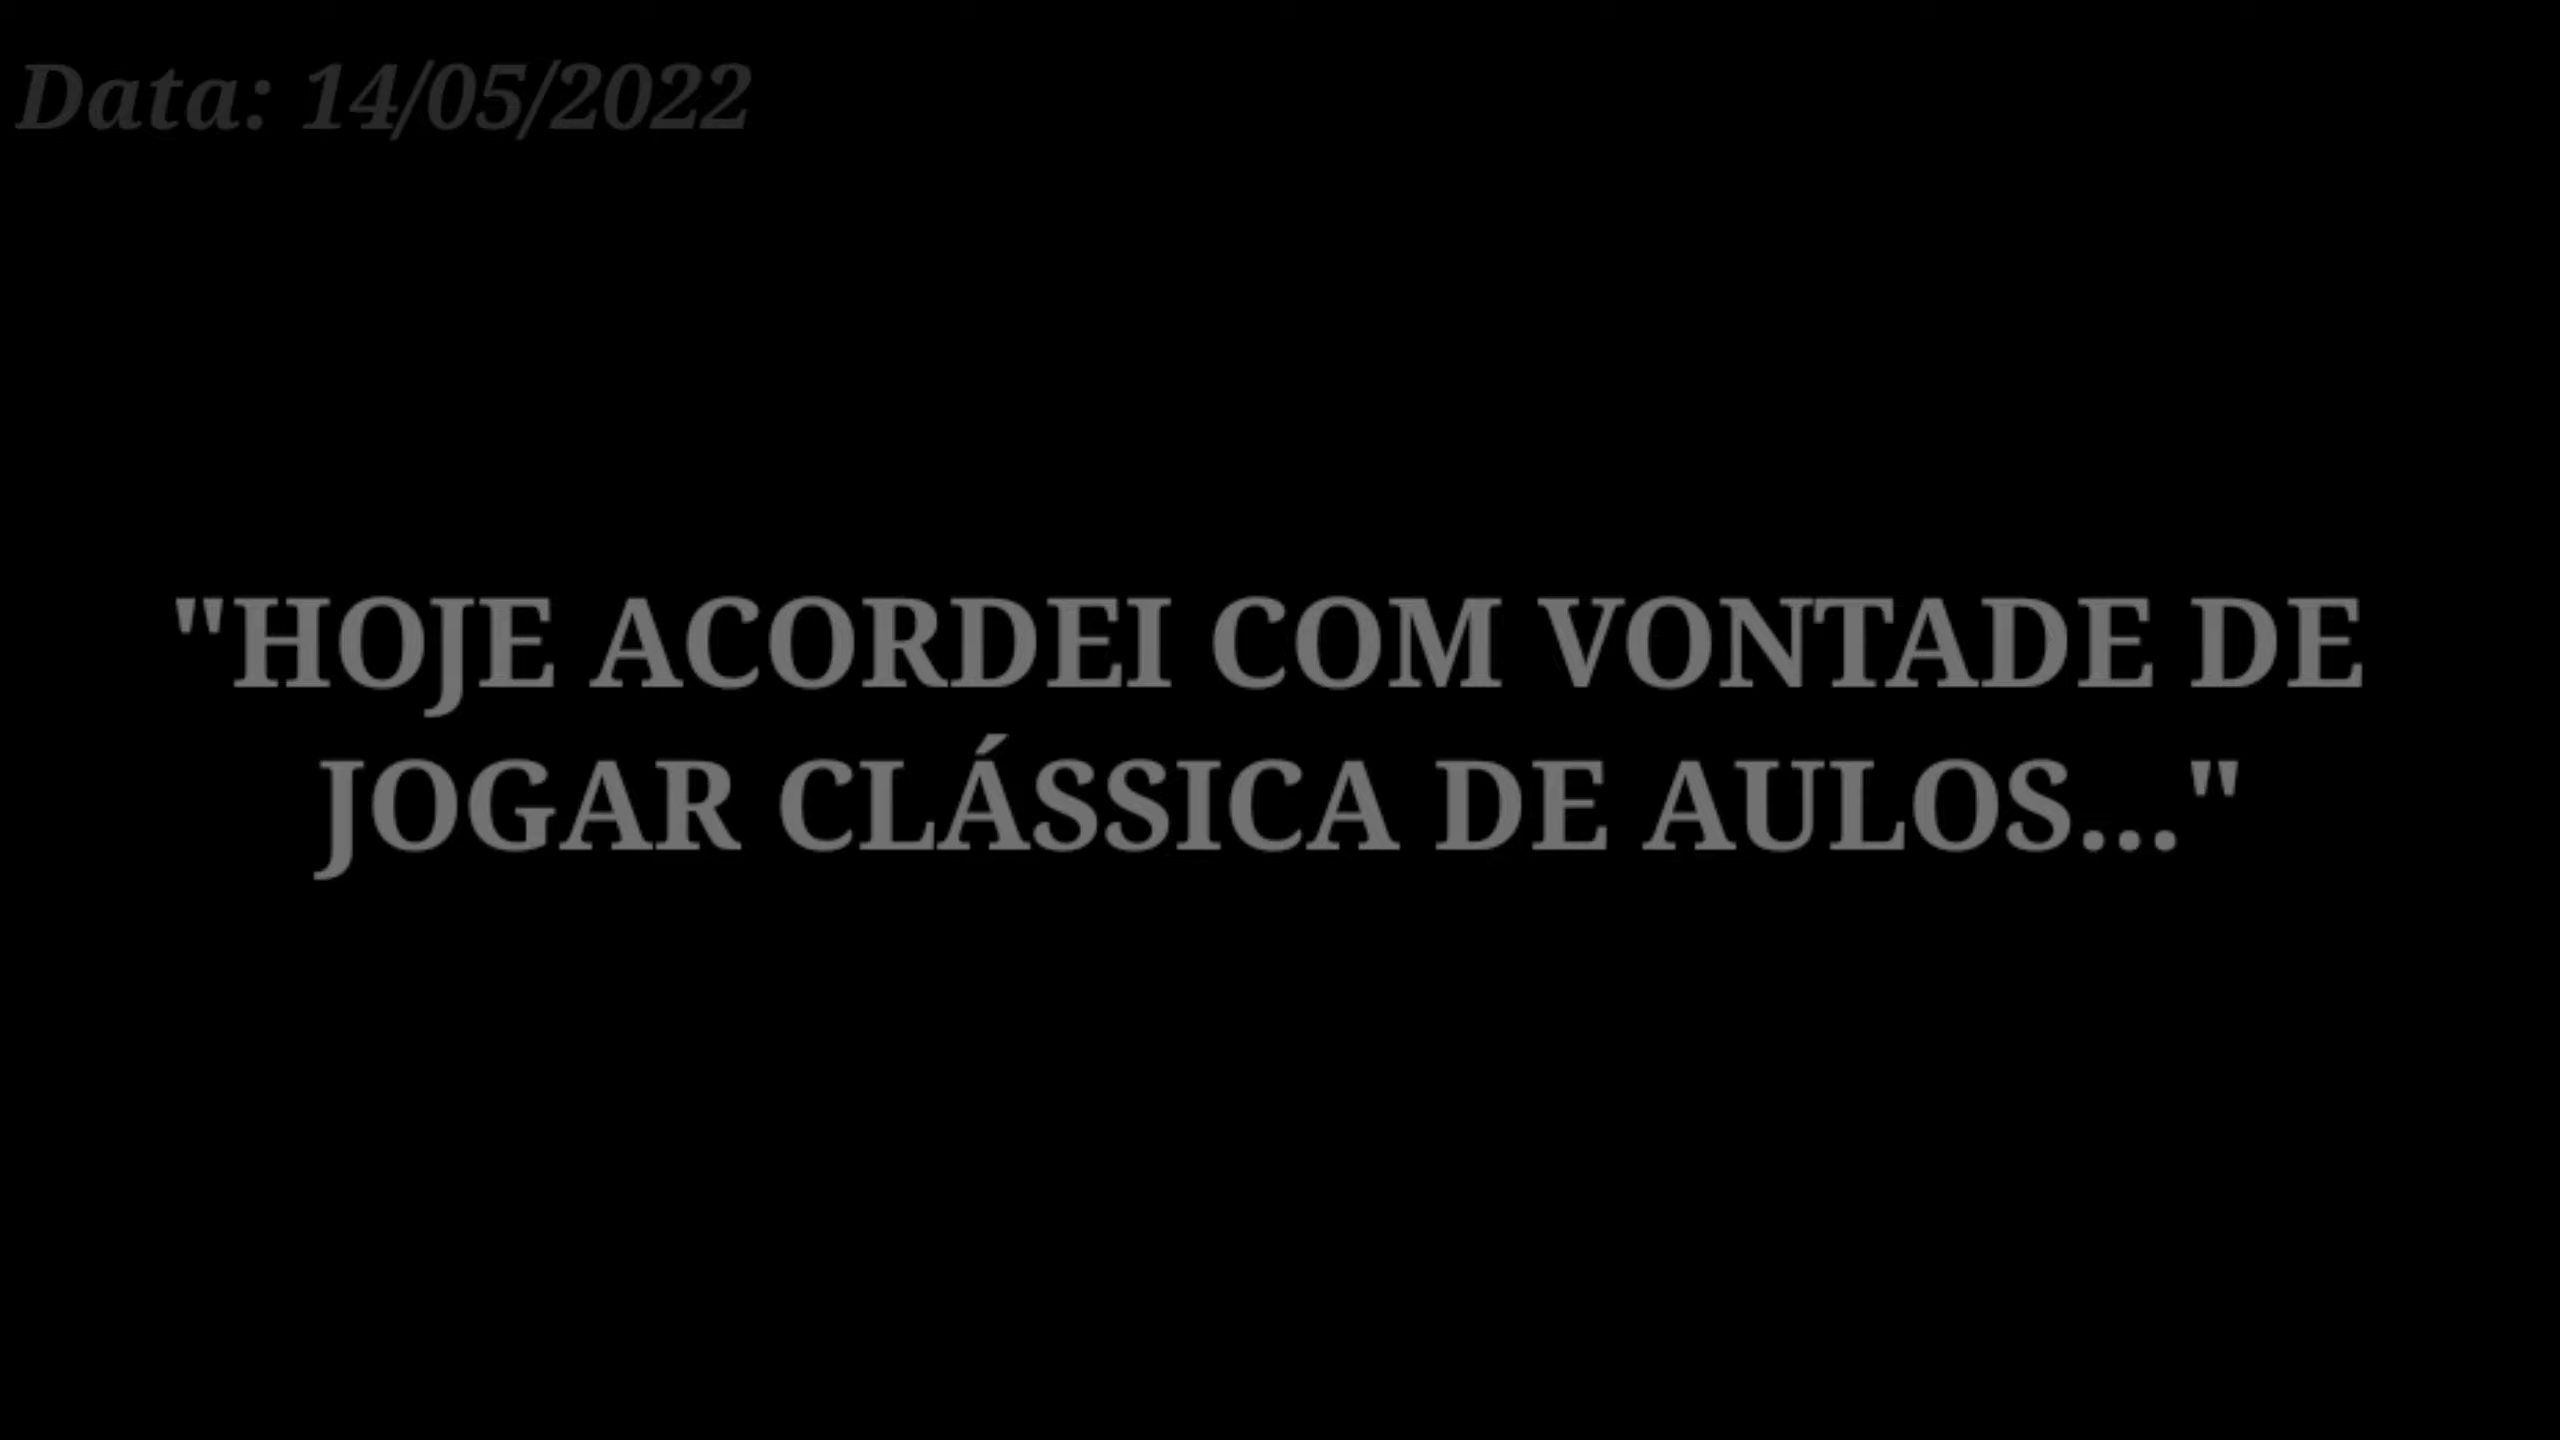 Data: 14/05/2022
"HOJE ACORDEI COM VONTADE DE
JOGAR CLÁSSICA DE AULOS..."